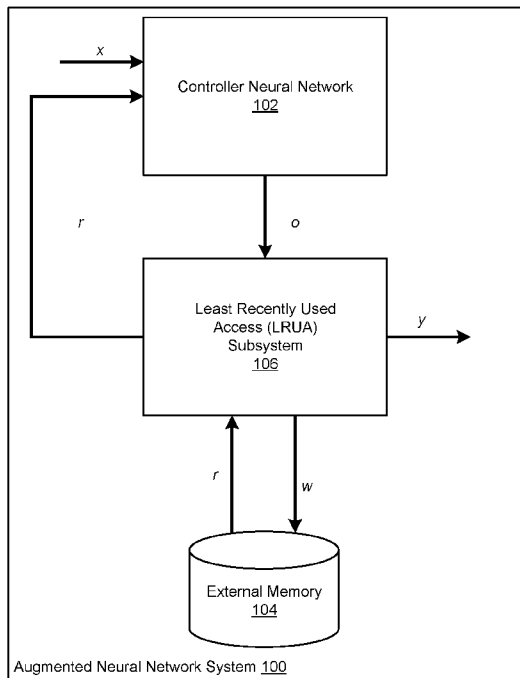 x
Controller Neural Network
102
r
o
Least Recently Used
Access (LRUA)
Subsystem
106
y
r
w
External Memory
104
Augmented Neural Network System 100